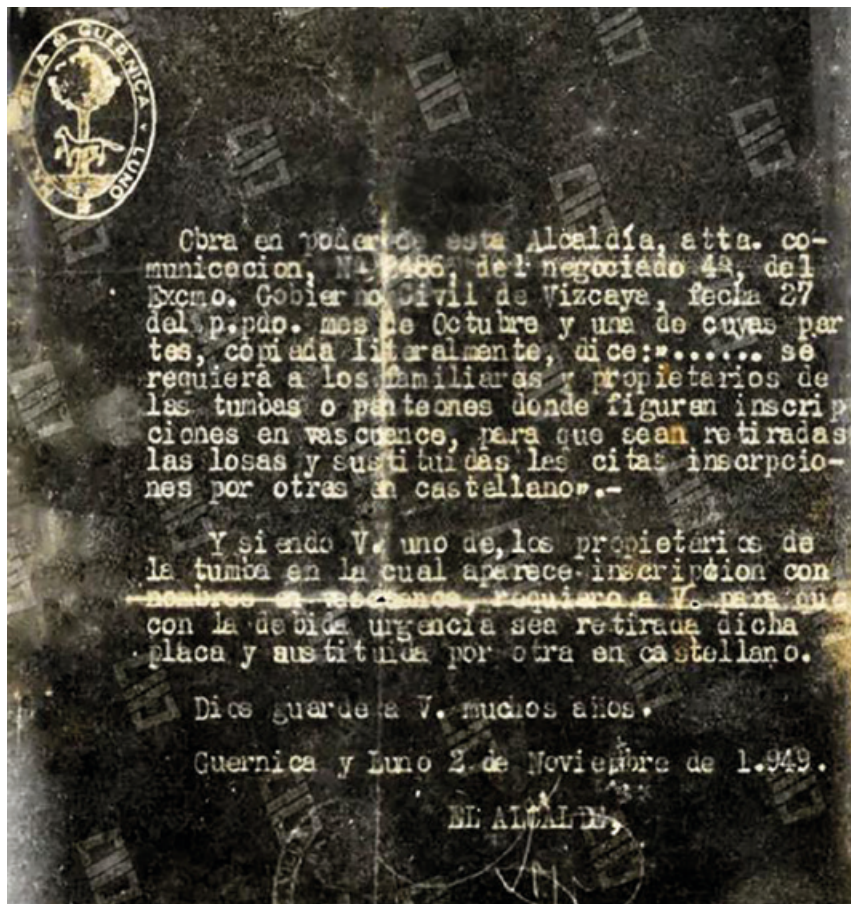 GUERNICA Y LUNO
Obra en poder de esta Alcaldía, atta. co-
municacion, Nº 2486, del negociado 4º, del
Excmo. Gobierno Civil de Vizcaya, fecha 27
del p.pdo. mes de Octubre y una de cuyas par
tes, copiada literalmente, dice:"....... se
requiera a los familiares y propietarios de
las tumbas o panteones donde figuran inscrip
ciones en vascuence, para que sean retiradas
las losas y sustituidas las citas inscrpcio-
nes por otras en castellano".-
Y siendo V. uno de,los propietarios de
la tumba en la cual aparece inscripcion con
nombres en vascuence, requiero a V. para que
con la debida urgencia sea retirada dicha
placa y sustituida por otra en castellano.
Dios guarde a V. muchos años.
Guernica y Luno 2 de Noviembre de 1.949.
EL ALCALDE,